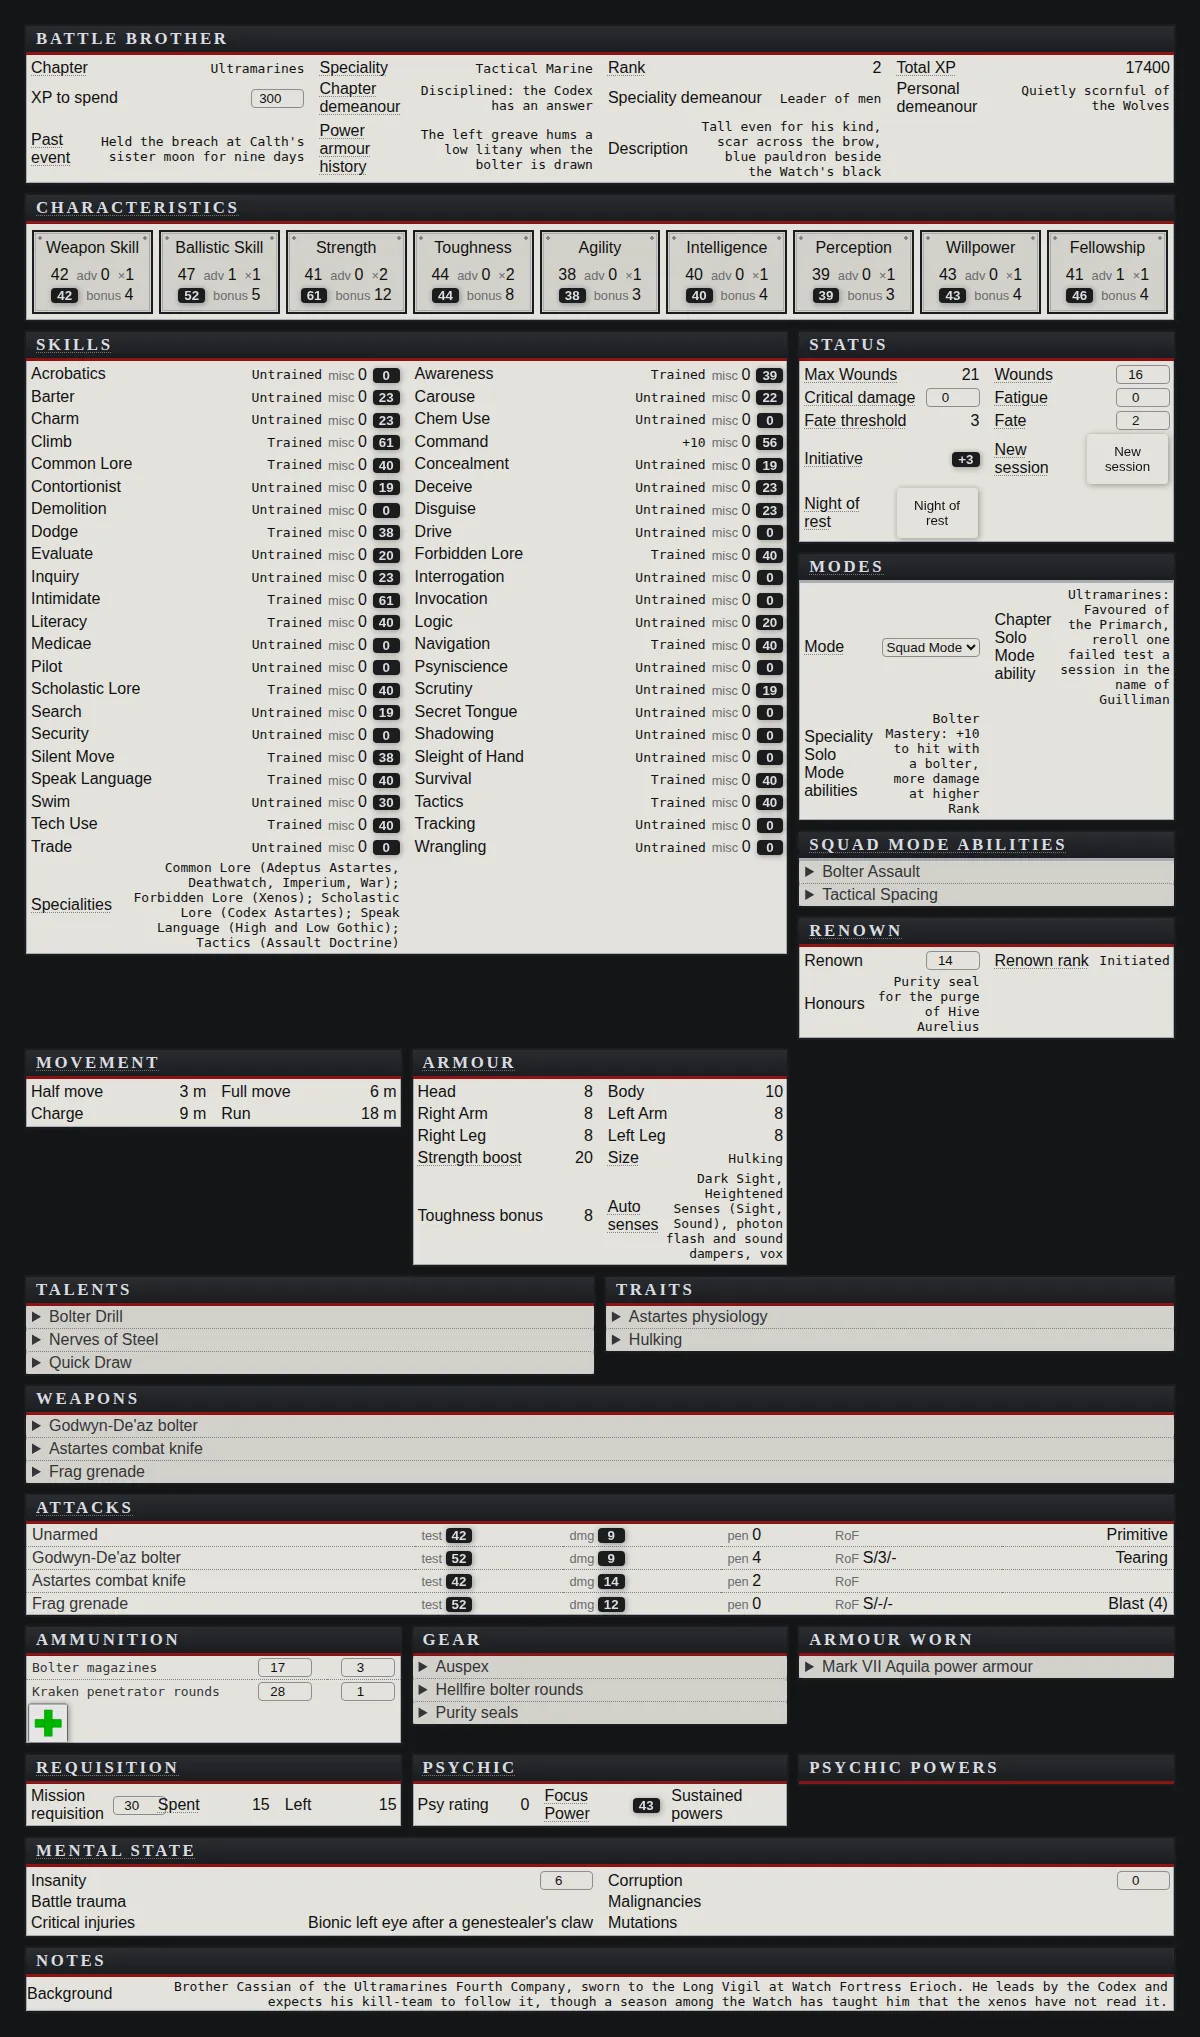 BATTLE BROTHER
Chapter Ultramarines Speciality Tactical Marine Rank 2 Total XP 17400
XP to spend 300 Chapter demeanour Disciplined: the Codex has an answer Speciality demeanour Leader of men Personal demeanour Quietly scornful of the Wolves
Past event Held the breach at Calth's sister moon for nine days Power armour history The left greave hums a low litany when the bolter is drawn Description Tall even for his kind, scar across the brow, blue pauldron beside the Watch's black
CHARACTERISTICS
Weapon Skill Ballistic Skill Strength Toughness Agility Intelligence Perception Willpower Fellowship
42 adv 0 ×1 47 adv 1 ×1 41 adv 0 ×2 44 adv 0 ×2 38 adv 0 ×1 40 adv 0 ×1 39 adv 0 ×1 43 adv 0 ×1 41 adv 1 ×1
42 bonus 4 52 bonus 5 61 bonus 12 44 bonus 8 38 bonus 3 40 bonus 4 39 bonus 3 43 bonus 4 46 bonus 4
SKILLS
Acrobatics Untrained misc 0 0 Awareness Trained misc 0 39
Barter Untrained misc 0 23 Carouse Untrained misc 0 22
Charm Untrained misc 0 23 Chem Use Untrained misc 0 0
Climb Trained misc 0 61 Command +10 misc 0 56
Common Lore Trained misc 0 40 Concealment Untrained misc 0 19
Contortionist Untrained misc 0 19 Deceive Untrained misc 0 23
Demolition Untrained misc 0 0 Disguise Untrained misc 0 23
Dodge Trained misc 0 38 Drive Untrained misc 0 0
Evaluate Untrained misc 0 20 Forbidden Lore Trained misc 0 40
Inquiry Untrained misc 0 23 Interrogation Untrained misc 0 0
Intimidate Trained misc 0 61 Invocation Untrained misc 0 0
Literacy Trained misc 0 40 Logic Untrained misc 0 20
Medicae Untrained misc 0 0 Navigation Trained misc 0 40
Pilot Untrained misc 0 0 Psyniscience Untrained misc 0 0
Scholastic Lore Trained misc 0 40 Scrutiny Untrained misc 0 19
Search Untrained misc 0 19 Secret Tongue Untrained misc 0 0
Security Untrained misc 0 0 Shadowing Untrained misc 0 0
Silent Move Trained misc 0 38 Sleight of Hand Untrained misc 0 0
Speak Language Trained misc 0 40 Survival Trained misc 0 40
Swim Untrained misc 0 30 Tactics Trained misc 0 40
Tech Use Trained misc 0 40 Tracking Untrained misc 0 0
Trade Untrained misc 0 0 Wrangling Untrained misc 0 0
Specialities
Common Lore (Adeptus Astartes,
Deathwatch, Imperium, War);
Forbidden Lore (Xenos); Scholastic
Lore (Codex Astartes); Speak
Language (High and Low Gothic);
Tactics (Assault Doctrine)
STATUS
Max Wounds 21 Wounds 16
Critical damage 0 Fatigue 0
Fate threshold 3 Fate 2
Initiative +3 New session New session
Night of rest Night of rest
MODES
Mode Squad Mode
Chapter Solo Mode ability
Ultramarines:
Favoured of
the Primarch,
reroll one
failed test a
session in the
name of
Guilliman
Speciality Solo Mode abilities
Bolter
Mastery: +10
to hit with
a bolter,
more damage
at higher
Rank
SQUAD MODE ABILITIES
Bolter Assault
Tactical Spacing
RENOWN
Renown 14 Renown rank Initiated
Honours
Purity seal
for the purge
of Hive
Aurelius
MOVEMENT
Half move 3 m Full move 6 m
Charge 9 m Run 18 m
ARMOUR
Head 8 Body 10
Right Arm 8 Left Arm 8
Right Leg 8 Left Leg 8
Strength boost 20 Size Hulking
Toughness bonus 8 Auto senses
Dark Sight,
Heightened
Senses (Sight,
Sound), photon
flash and sound
dampers, vox
TALENTS
Bolter Drill
Nerves of Steel
Quick Draw
TRAITS
Astartes physiology
Hulking
WEAPONS
Godwyn-De'az bolter
Astartes combat knife
Frag grenade
ATTACKS
Unarmed test 42 dmg 9 pen 0 RoF Primitive
Godwyn-De'az bolter test 52 dmg 9 pen 4 RoF S/3/- Tearing
Astartes combat knife test 42 dmg 14 pen 2 RoF
Frag grenade test 52 dmg 12 pen 0 RoF S/-/- Blast (4)
AMMUNITION
Bolter magazines 17 3
Kraken penetrator rounds 28 1
GEAR
Auspex
Hellfire bolter rounds
Purity seals
ARMOUR WORN
Mark VII Aquila power armour
REQUISITION
Mission requisition 30 Spent 15 Left 15
PSYCHIC
Psy rating 0 Focus Power 43 Sustained powers
PSYCHIC POWERS
MENTAL STATE
Insanity 6 Corruption 0
Battle trauma Malignancies
Critical injuries Bionic left eye after a genestealer's claw Mutations
NOTES
Background
Brother Cassian of the Ultramarines Fourth Company, sworn to the Long Vigil at Watch Fortress Erioch. He leads by the Codex and
expects his kill-team to follow it, though a season among the Watch has taught him that the xenos have not read it.